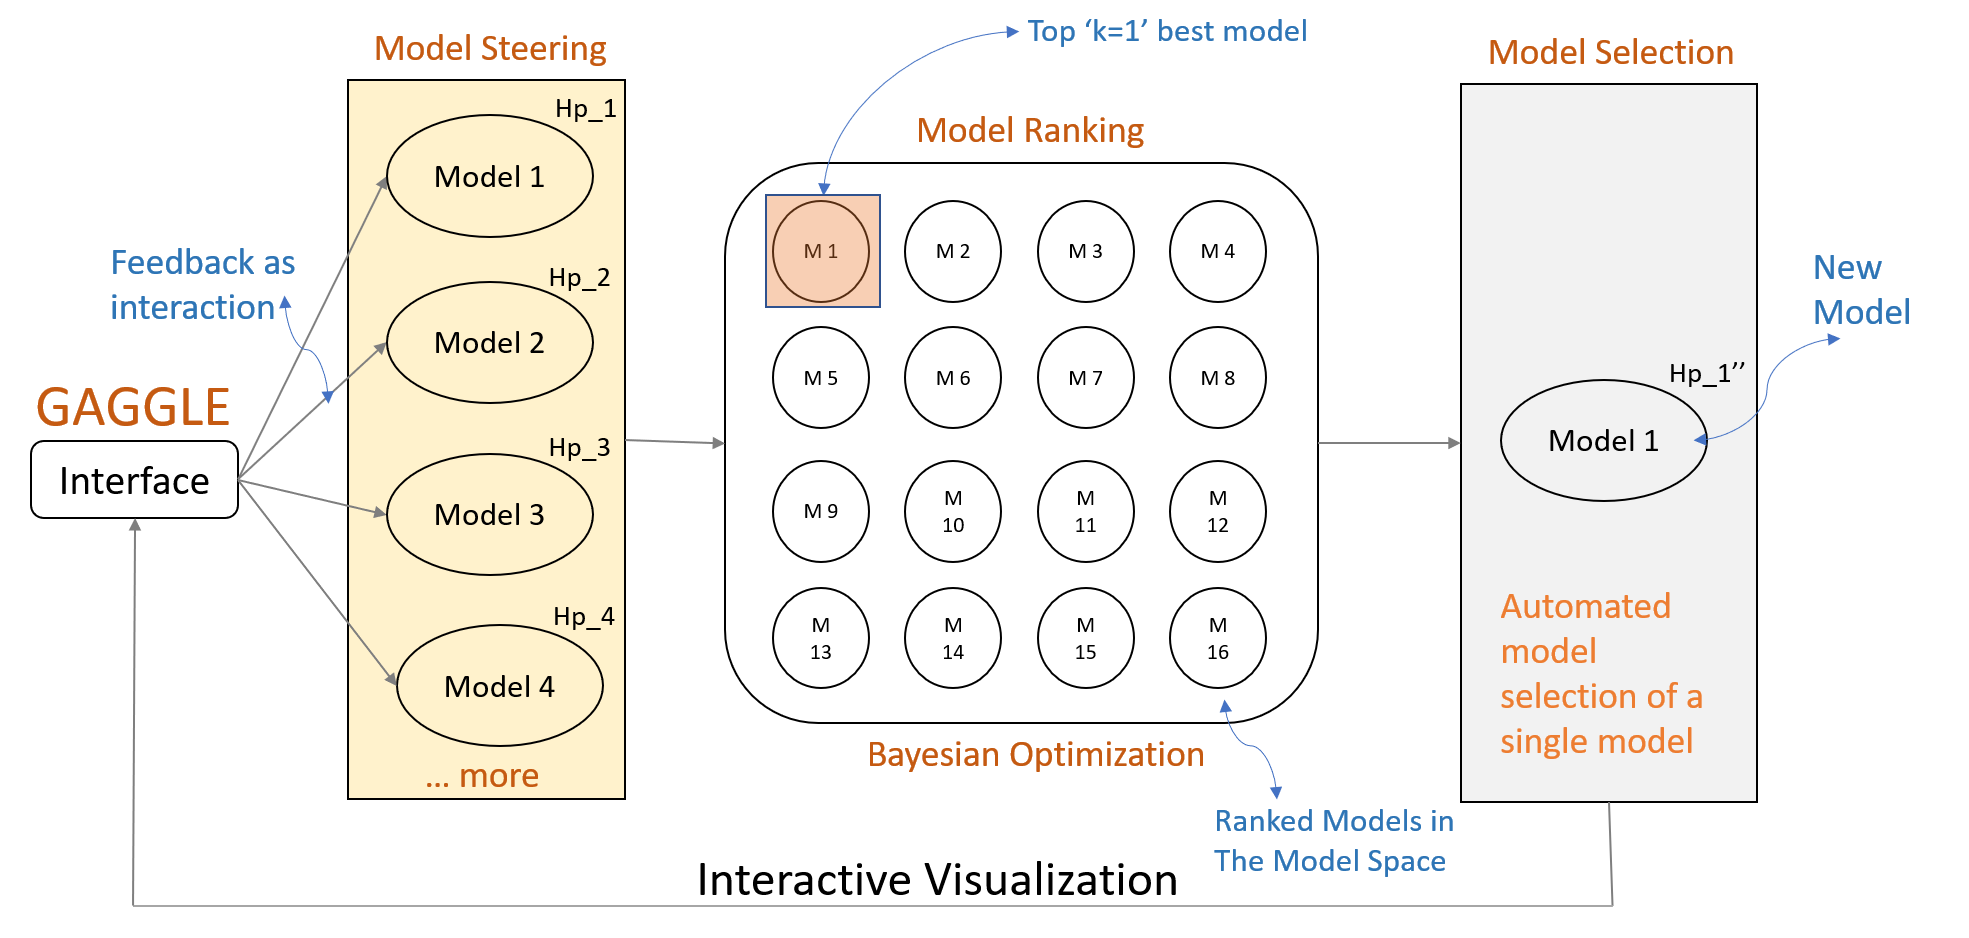 Top ‘k=1’ best model
Model Steering
Model Selection
Hp_1
Model Ranking
Model 1
Feedback as
interaction
Hp_2
Model 2
GAGGLE
Interface
Hp_3
Model 3
Hp_4
Model 4
... more
M 1
M 2
M 3
M 4
M 5
M 6
M 7
M 8
M 9
M
10
M
11
M
12
M
13
M
14
M
15
M
16
Bayesian Optimization
Ranked Models in
The Model Space
New
Model
Hp_1’’
Model 1
Automated
model
selection of a
single model
Interactive Visualization